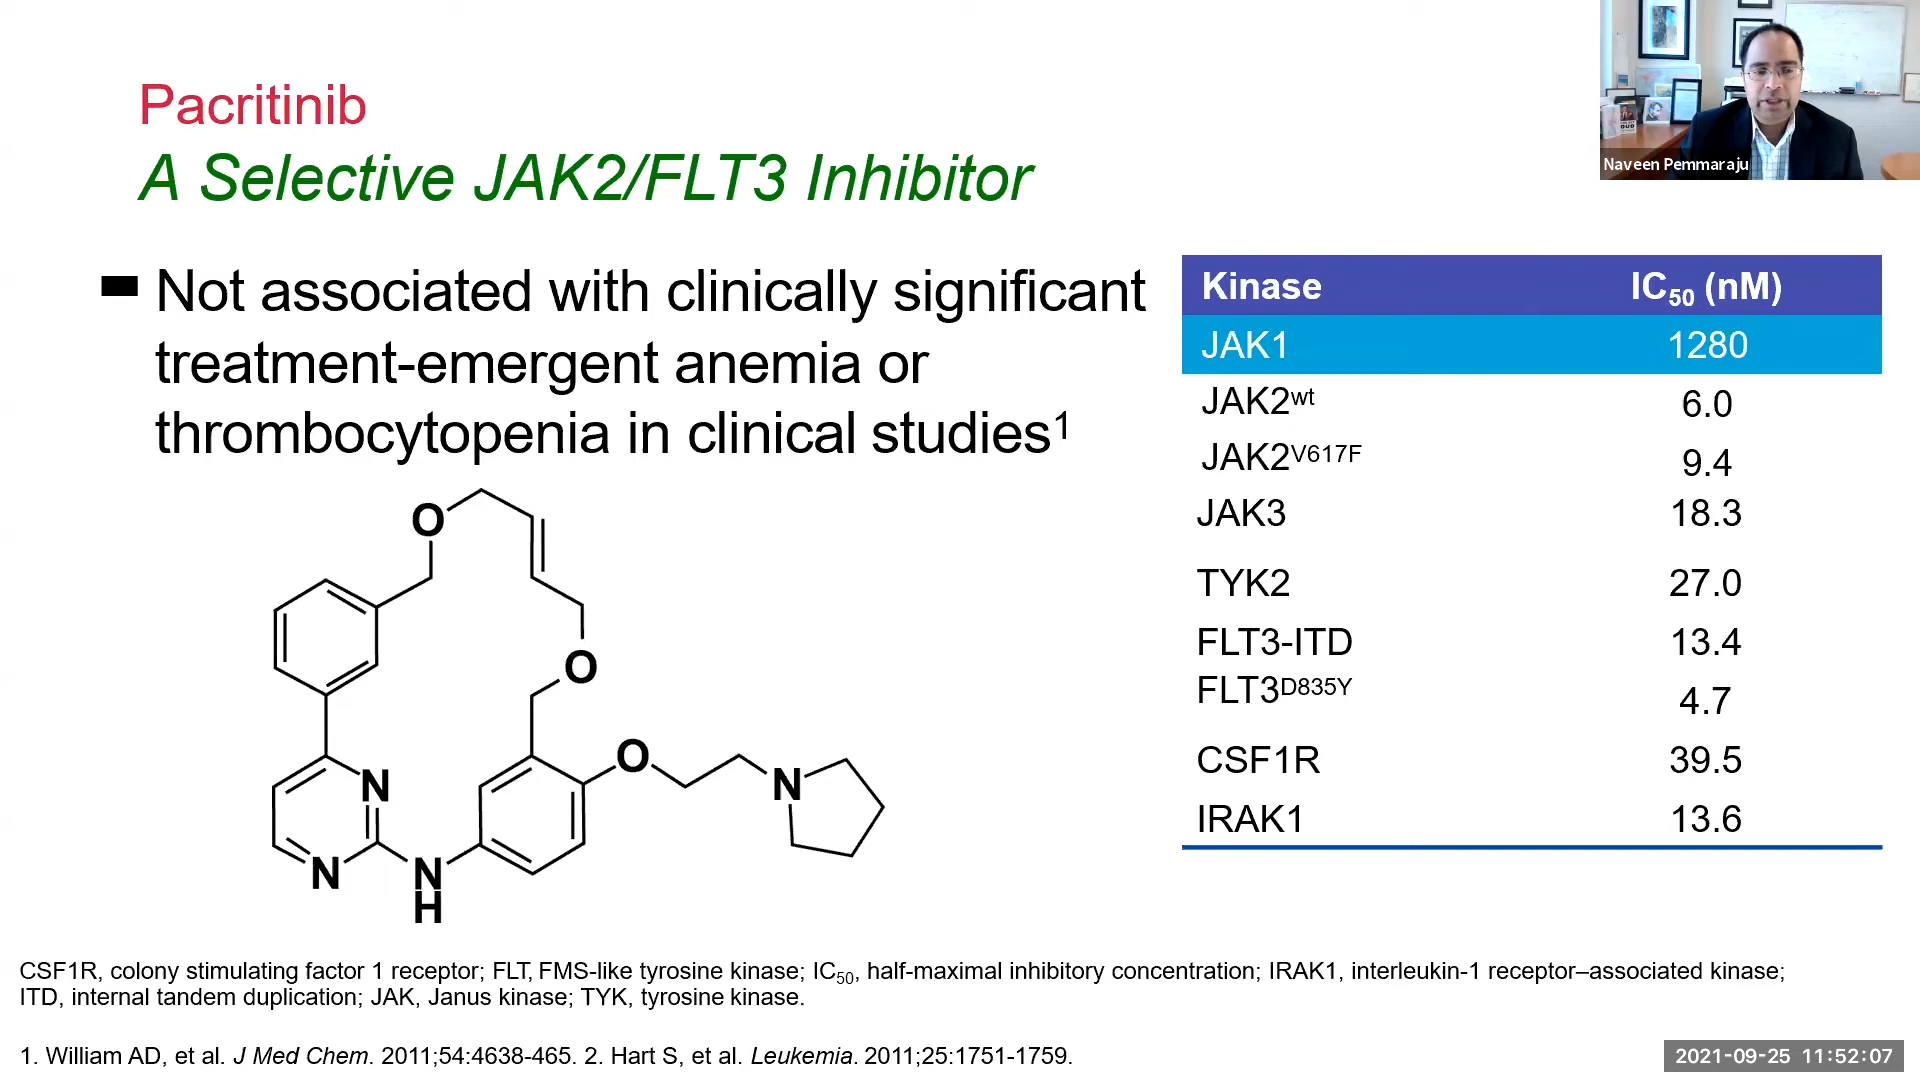 Pacritinib
A Selective JAK2/FLT3 Inhibitor
Naveen Pemmaraju
Not associated with clinically significant
treatment-emergent anemia or
thrombocytopenia in clinical studies1
Kinase IC50 (nM)
JAK1 1280
JAK2wt 6.0
JAK2V617F 9.4
JAK3 18.3
TYK2 27.0
FLT3-ITD 13.4
FLT3D835Y 4.7
CSF1R 39.5
IRAK1 13.6
O
O
O
N
N
N
N
H
CSF1R, colony stimulating factor 1 receptor; FLT, FMS-like tyrosine kinase; IC50, half-maximal inhibitory concentration; IRAK1, interleukin-1 receptor–associated kinase;
ITD, internal tandem duplication; JAK, Janus kinase; TYK, tyrosine kinase.
1. William AD, et al. J Med Chem. 2011;54:4638-465. 2. Hart S, et al. Leukemia. 2011;25:1751-1759.
2021-09-25 11:52:07